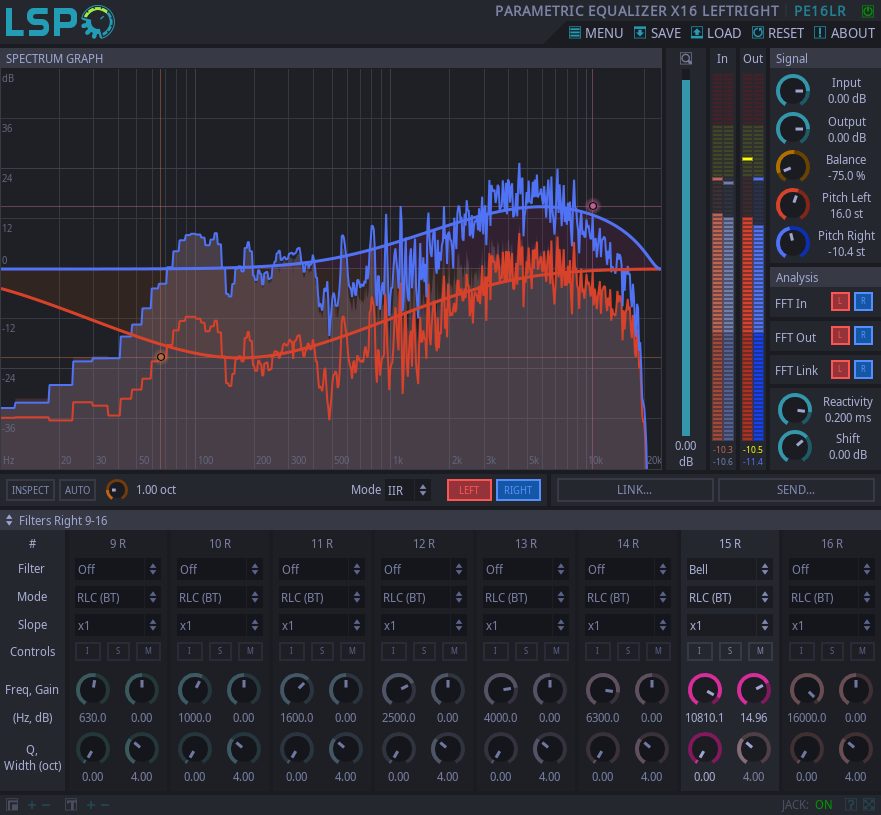 LSP
PARAMETRIC EQUALIZER X16 LEFTRIGHT PE16LR
MENU SAVE LOAD RESET ABOUT
SPECTRUM GRAPH
In Out
Signal
dB
36
24
12
0
-12
-24
-36
Hz 20 30 50 100 200 300 500 1k 2k 3k 5k 10k 20k
0.00
dB
-10.3 -10.5
-10.6 -11.4
Input
0.00 dB
Output
0.00 dB
Balance
-75.0 %
Pitch Left
16.0 st
Pitch Right
-10.4 st
Analysis
FFT In L R
FFT Out L R
FFT Link L R
Reactivity
0.200 ms
Shift
0.00 dB
INSPECT AUTO 1.00 oct Mode IIR LEFT RIGHT LINK... SEND...
Filters Right 9-16
# 9 R 10 R 11 R 12 R 13 R 14 R 15 R 16 R
Filter Off Off Off Off Off Off Bell Off
Mode RLC (BT) RLC (BT) RLC (BT) RLC (BT) RLC (BT) RLC (BT) RLC (BT) RLC (BT)
Slope x1 x1 x1 x1 x1 x1 x1 x1
Controls I S M I S M I S M I S M I S M I S M I S M I S M
Freq, Gain
(Hz, dB) 630.0 0.00 1000.0 0.00 1600.0 0.00 2500.0 0.00 4000.0 0.00 6300.0 0.00 10810.1 14.96 16000.0 0.00
Q,
Width (oct)
0.00 4.00 0.00 4.00 0.00 4.00 0.00 4.00 0.00 4.00 0.00 4.00 0.00 4.00 0.00 4.00
JACK: ON ?